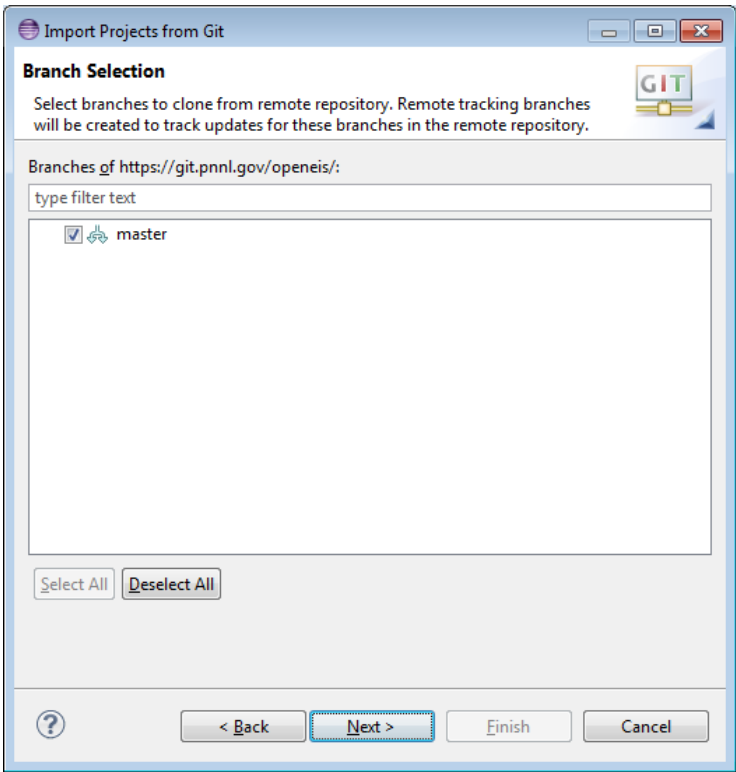 Import Projects from Git
Branch Selection
GIT
Select branches to clone from remote repository. Remote tracking branches
will be created to track updates for these branches in the remote repository.
Branches of https://git.pnnl.gov/openeis/:
type filter text
master
Select All
Deselect All
?
< Back
Next >
Finish
Cancel